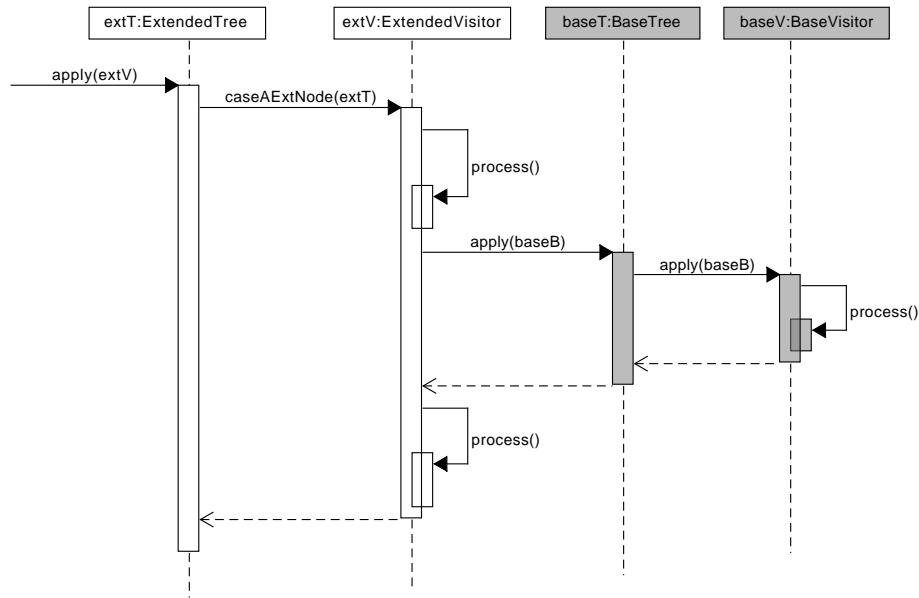 extT:ExtendedTree
extV:ExtendedVisitor
baseT:BaseTree
baseV:BaseVisitor
apply(extV)
caseAExtNode(extT)
process()
apply(baseB)
apply(baseB)
process()
process()